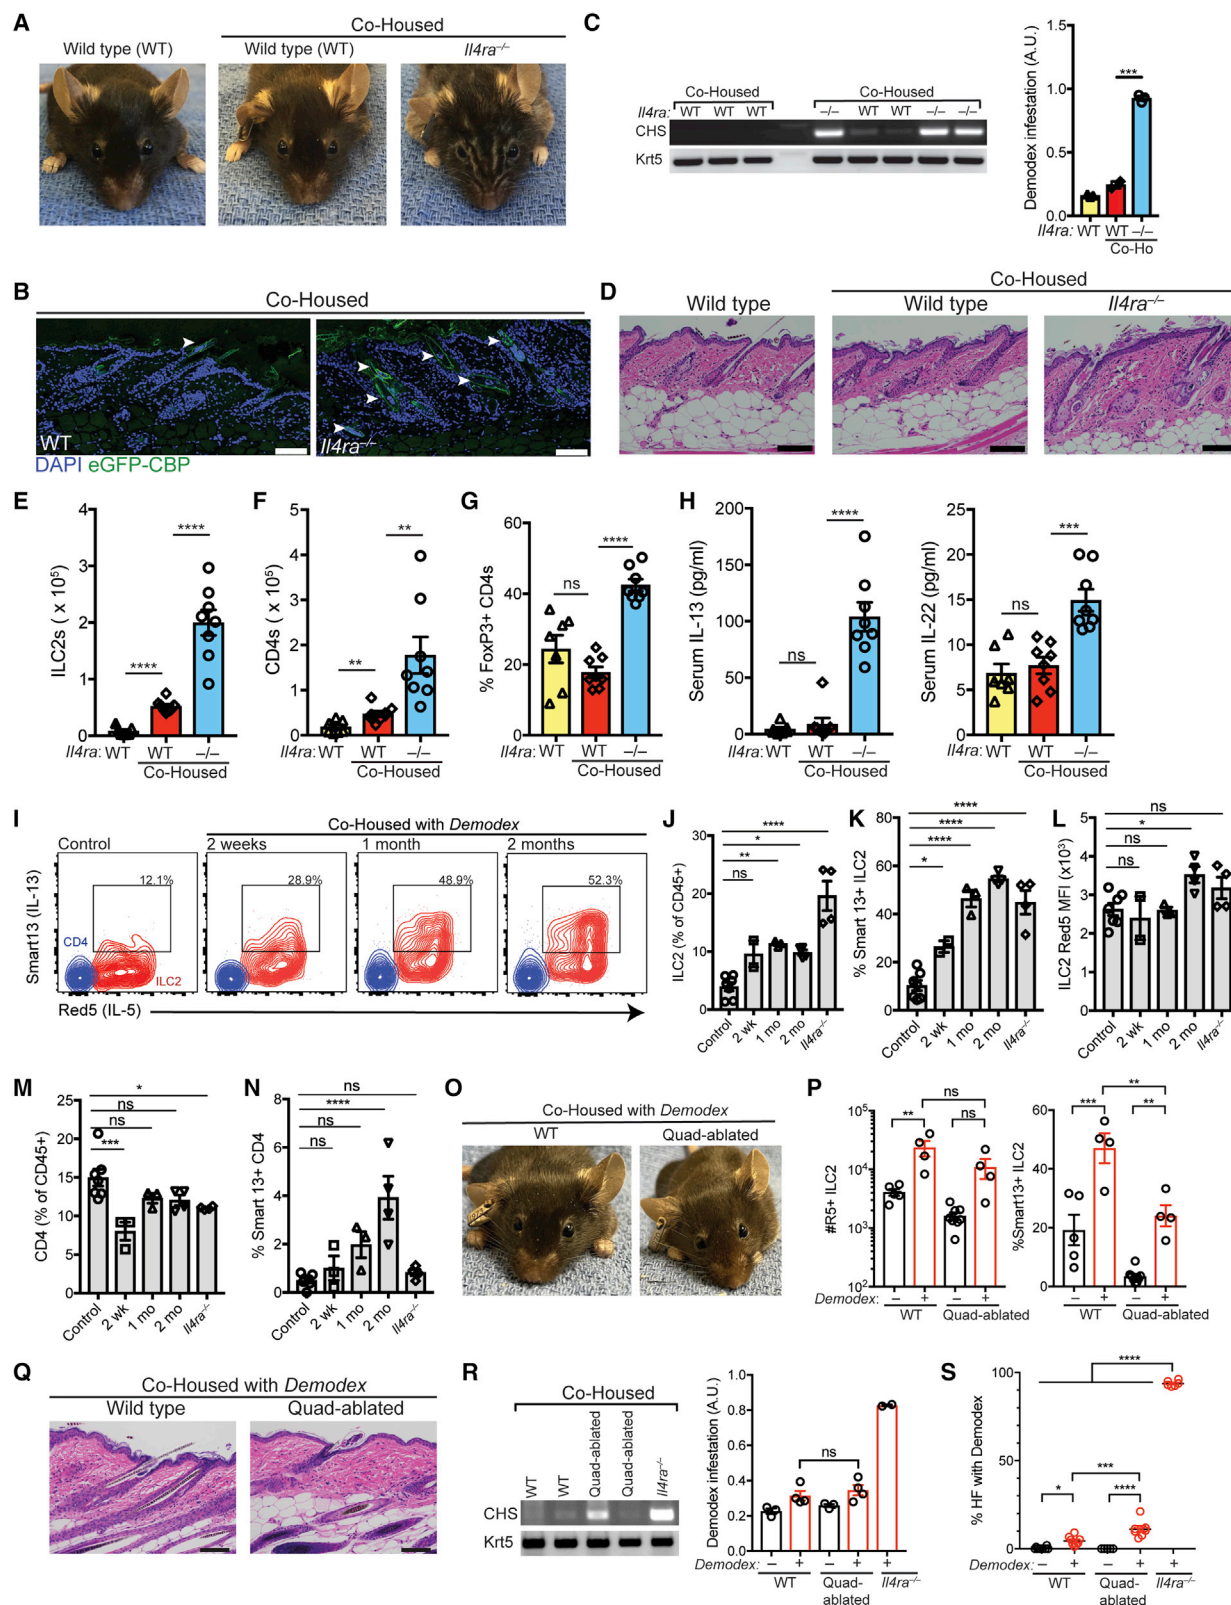 A
Co-Housed
Wild type (WT)
Wild type (WT)
Il4ra–/–
C
Co-Housed
Co-Housed
Il4ra: WT WT WT –/– WT WT –/– –/–
CHS
Krt5
Demodex infestation (A.U.)
1.5
1.0
0.5
0.0
***
Il4ra: WT WT –/–
Co-Ho
B
Co-Housed
WT
Il4ra–/–
DAPI eGFP-CBP
D
Co-Housed
Wild type
Wild type
Il4ra–/–
E
ILC2s ( x 10⁵)
4
3
2
1
0
****
****
Il4ra: WT WT –/–
Co-Housed
F
CD4s ( x 10⁵)
5
4
3
2
1
0
**
**
Il4ra: WT WT –/–
Co-Housed
G
% FoxP3+ CD4s
60
40
20
0
ns
****
Il4ra: WT WT –/–
Co-Housed
H
Serum IL-13 (pg/ml)
200
150
100
50
0
ns
****
Il4ra: WT WT –/–
Co-Housed
Serum IL-22 (pg/ml)
25
20
15
10
5
0
ns
***
Il4ra: WT WT –/–
Co-Housed
I
Co-Housed with Demodex
Control
2 weeks
1 month
2 months
12.1%
28.9%
48.9%
52.3%
CD4
ILC2
Smart13 (IL-13)
Red5 (IL-5)
J
ILC2 (% of CD45+)
30
20
10
0
****
*
**
ns
Control 2 wk 1 mo 2 mo Il4ra–/–
K
% Smart 13+ ILC2
80
60
40
20
0
****
****
****
*
Control 2 wk 1 mo 2 mo Il4ra–/–
L
ILC2 Red5 MFI (x10³)
5
4
3
2
1
0
ns
*
ns
ns
Control 2 wk 1 mo 2 mo Il4ra–/–
M
CD4 (% of CD45+)
25
20
15
10
5
0
*
ns
ns
***
Control 2 wk 1 mo 2 mo Il4ra–/–
N
% Smart 13+ CD4
8
6
4
2
0
ns
****
ns
ns
Control 2 wk 1 mo 2 mo Il4ra–/–
O
Co-Housed with Demodex
WT
Quad-ablated
P
#R5+ ILC2
10⁵
10⁴
10³
10²
ns
**
ns
Demodex: – + – +
WT Quad-ablated
%Smart13+ ILC2
60
40
20
0
**
***
**
– + – +
WT Quad-ablated
Q
Co-Housed with Demodex
Wild type
Quad-ablated
R
Co-Housed
WT
WT
Quad-ablated
Quad-ablated
Il4ra–/–
CHS
Krt5
Demodex infestation (A.U.)
1.0
0.8
0.6
0.4
0.2
0.0
ns
Demodex: – + – + +
WT Quad-ablated Il4ra–/–
S
% HF with Demodex
100
50
0
****
***
*
****
Demodex: – + – + +
WT Quad-ablated Il4ra–/–